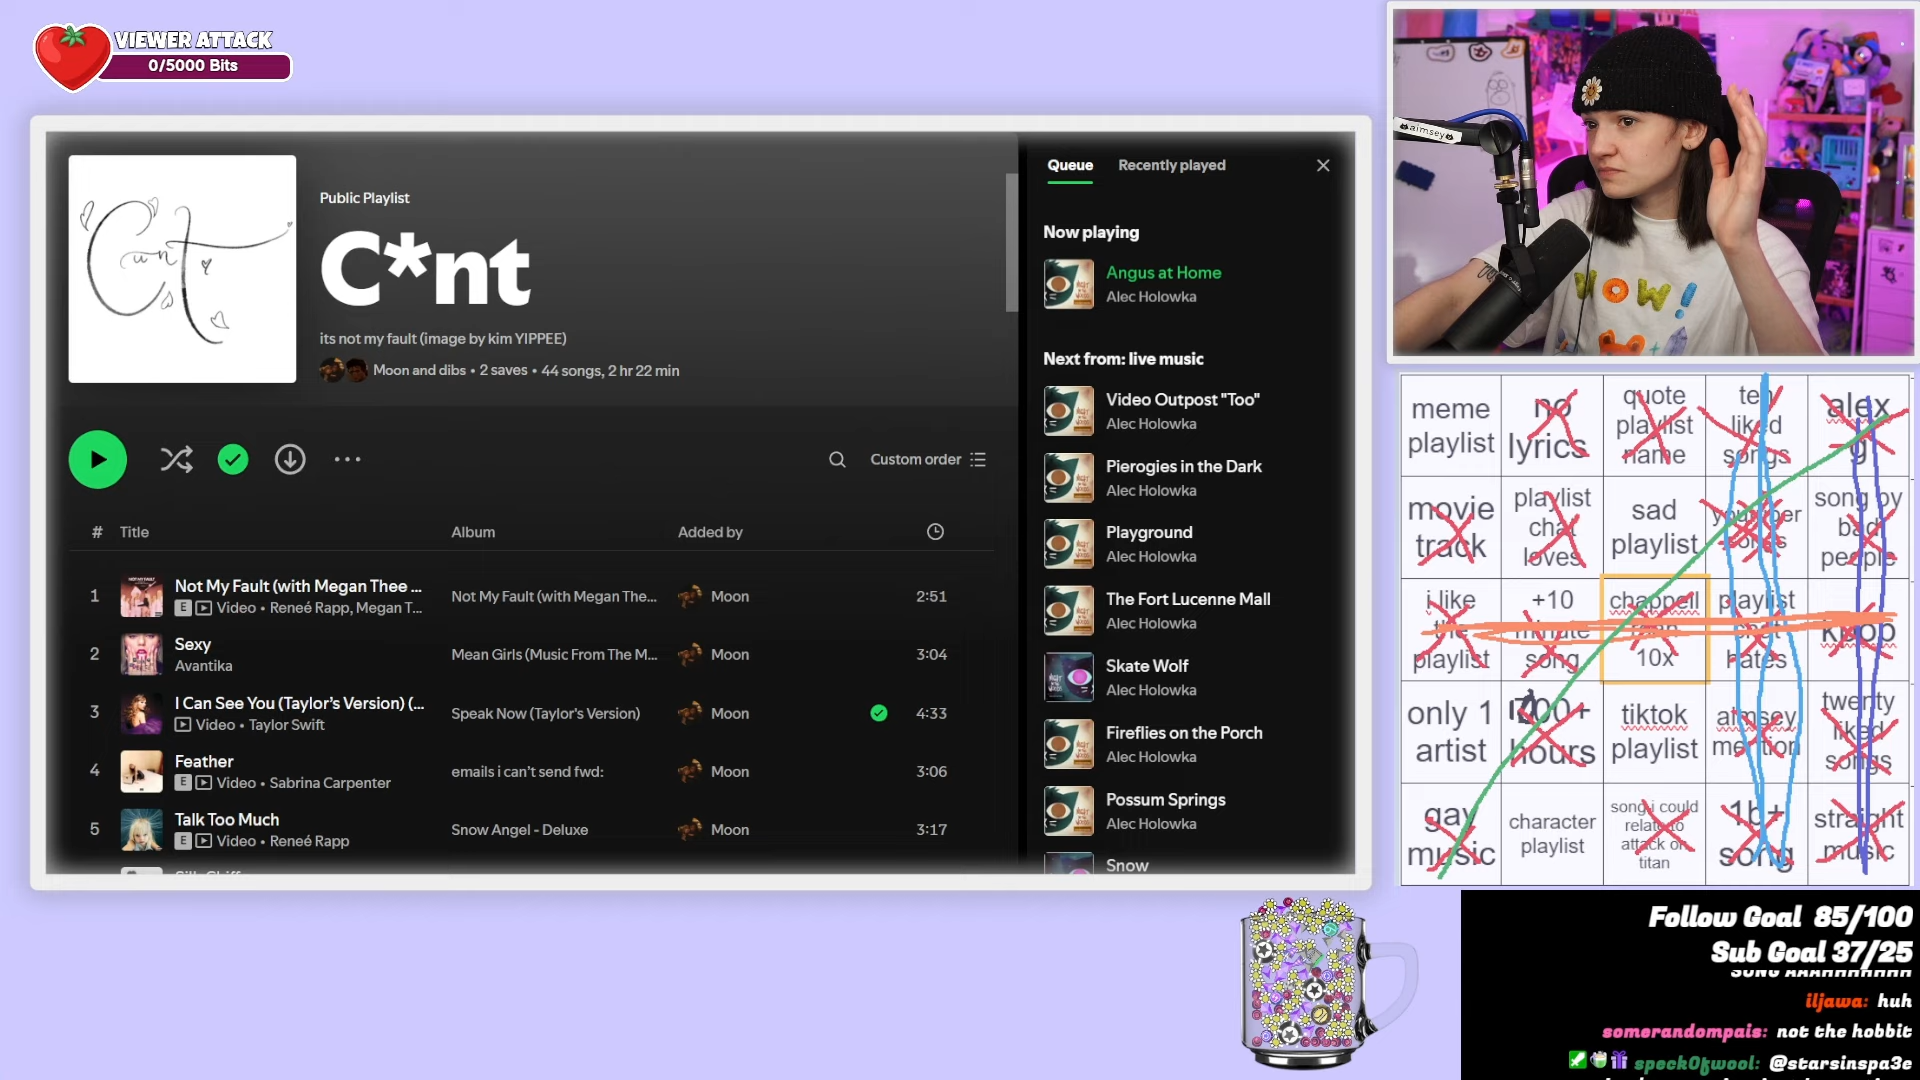 VIEWER ATTACK
0/5000 Bits
Cunt
Public Playlist
C*nt
its not my fault (image by kim YIPPEE)
Moon and dibs • 2 saves • 44 songs, 2 hr 22 min
Custom order
# Title Album Added by
1 Not My Fault (with Megan Thee ... Not My Fault (with Megan The... Moon 2:51
E Video • Reneé Rapp, Megan T...
2 Sexy Mean Girls (Music From The M... Moon 3:04
Avantika
3 I Can See You (Taylor's Version) (... Speak Now (Taylor's Version) Moon 4:33
Video • Taylor Swift
4 Feather emails i can't send fwd: Moon 3:06
E Video • Sabrina Carpenter
5 Talk Too Much Snow Angel - Deluxe Moon 3:17
E Video • Reneé Rapp
Queue Recently played
Now playing
Angus at Home
Alec Holowka
Next from: live music
Video Outpost "Too"
Alec Holowka
Pierogies in the Dark
Alec Holowka
Playground
Alec Holowka
The Fort Lucenne Mall
Alec Holowka
Skate Wolf
Alec Holowka
Fireflies on the Porch
Alec Holowka
Possum Springs
Alec Holowka
Snow
aimsey
WOW!
meme playlist
no lyrics
quote playlist name
ten liked songs
alex g
movie track
playlist chat loves
sad playlist
songs
song by bad people
i like the playlist
+10 minute song
chappell
10x
playlist
hates
kpop
only 1 artist
hours
tiktok playlist
aimsey mention
twenty liked songs
gay music
character playlist
song i could relate to attack on titan
1b+ song
straight music
Follow Goal 85/100
Sub Goal 37/25
iljawa: huh
somerandompais: not the hobbit
speck0fwool: @starsinspa3e